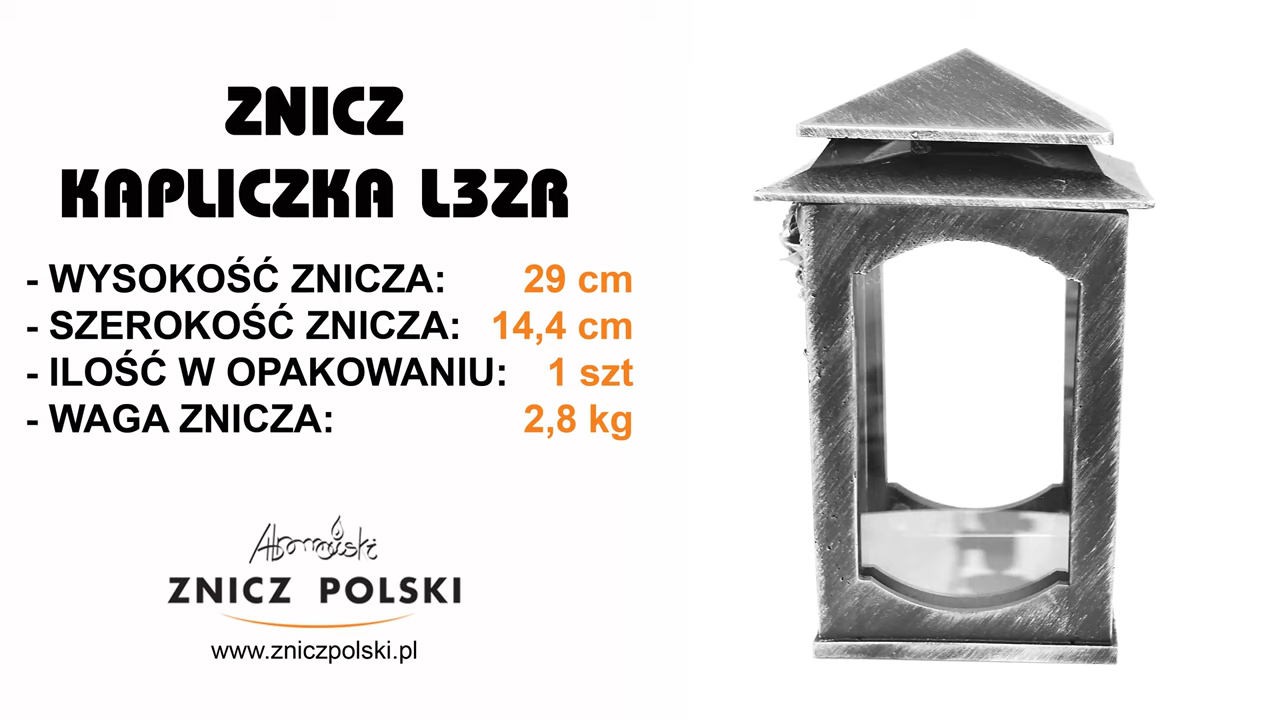 ZNICZ
KAPLICZKA L3ZR
- WYSOKOŚĆ ZNICZA: 29 cm
- SZEROKOŚĆ ZNICZA: 14,4 cm
- ILOŚĆ W OPAKOWANIU: 1 szt
- WAGA ZNICZA: 2,8 kg
ZNICZ POLSKI
www.zniczpolski.pl